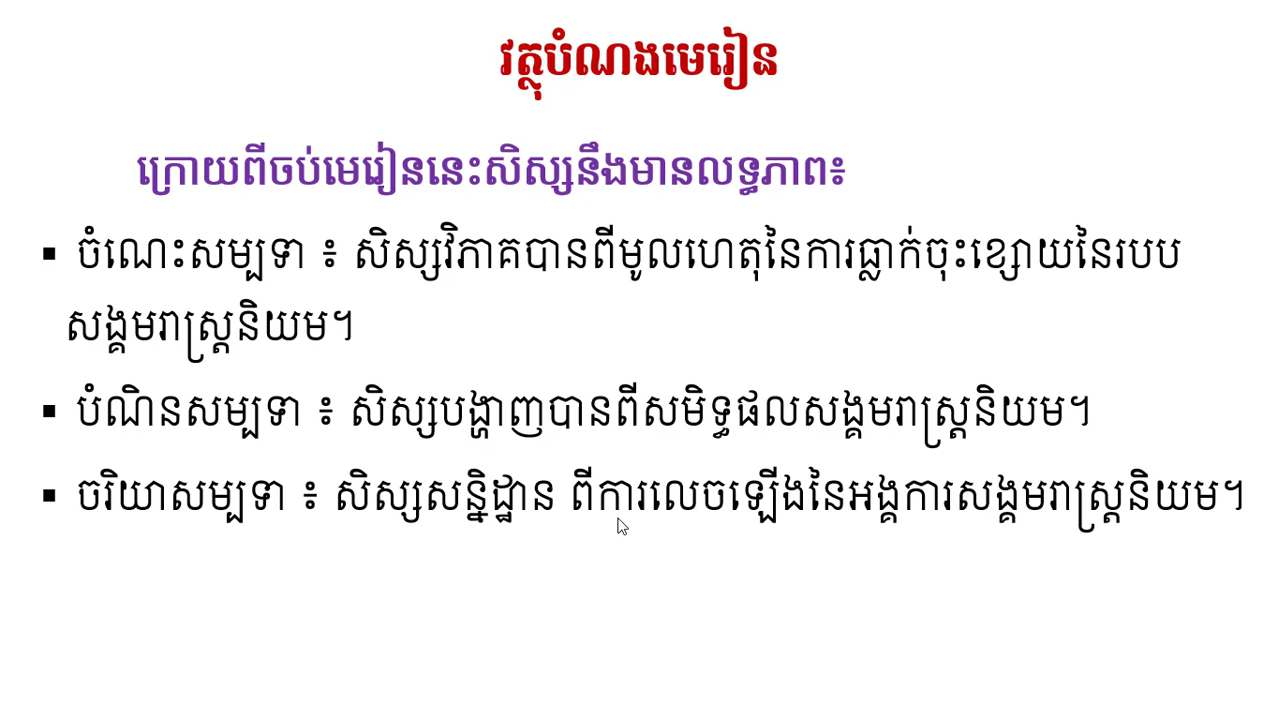 វត្ថុបំណងមេរៀន
ក្រោយពីចប់មេរៀននេះសិស្សនឹងមានលទ្ធភាព៖
▪ ចំណេះសម្បទា ៖ សិស្សវិភាគបានពីមូលហេតុនៃការធ្លាក់ចុះខ្សោយនៃរបប
សង្គមរាស្ត្រនិយម។
▪ បំណិនសម្បទា ៖ សិស្សបង្ហាញបានពីសមិទ្ធផលសង្គមរាស្ត្រនិយម។
▪ ចរិយាសម្បទា ៖ សិស្សសន្និដ្ឋាន ពីការលេចឡើងនៃអង្គការសង្គមរាស្ត្រនិយម។